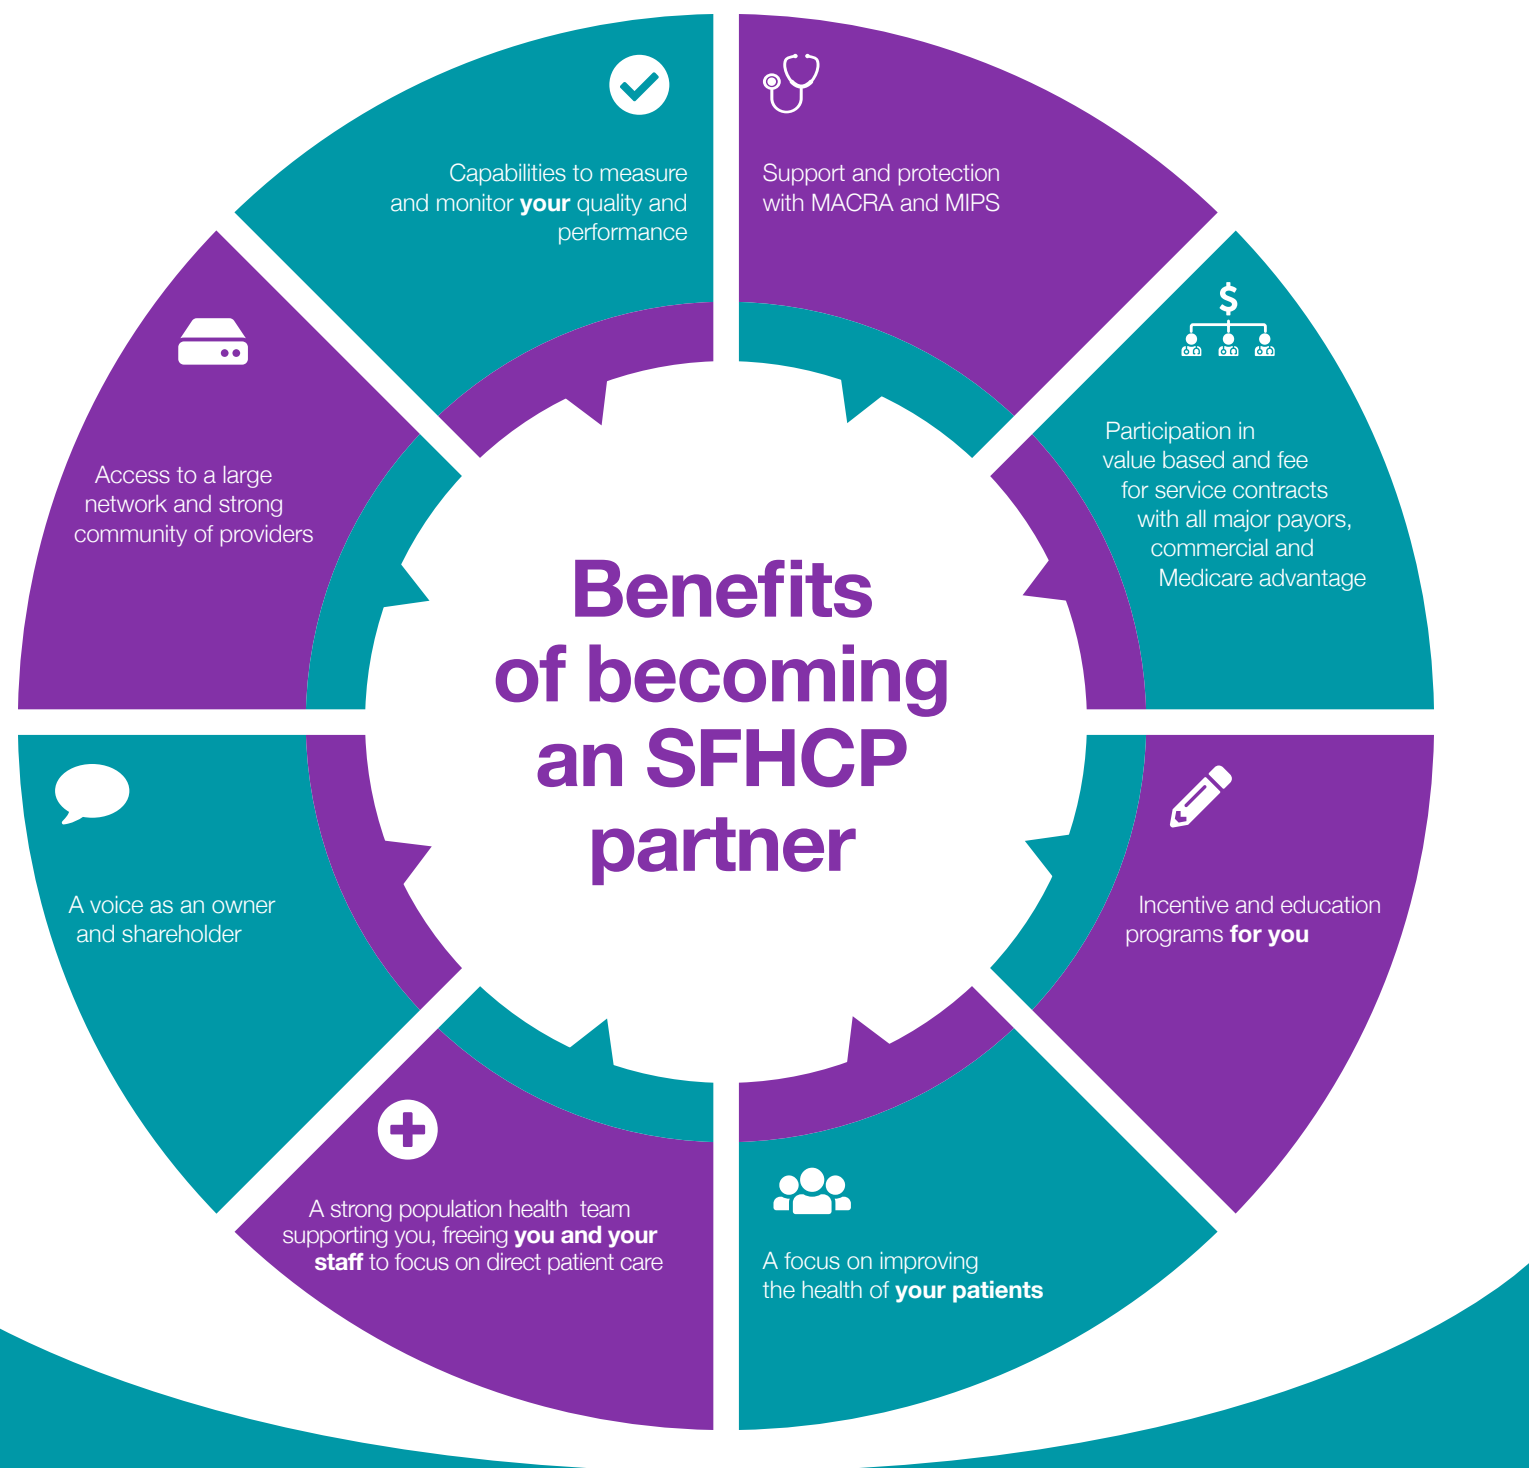 Capabilities to measure
and monitor your quality and
performance
Support and protection
with MACRA and MIPS
$
Participation in
value based and fee
for service contracts
with all major payors,
commercial and
Medicare advantage
Access to a large
network and strong
community of providers
Benefits
of becoming
an SFHCP
partner
A voice as an owner
and shareholder
Incentive and education
programs for you
A strong population health team
supporting you, freeing you and your
staff to focus on direct patient care
A focus on improving
the health of your patients